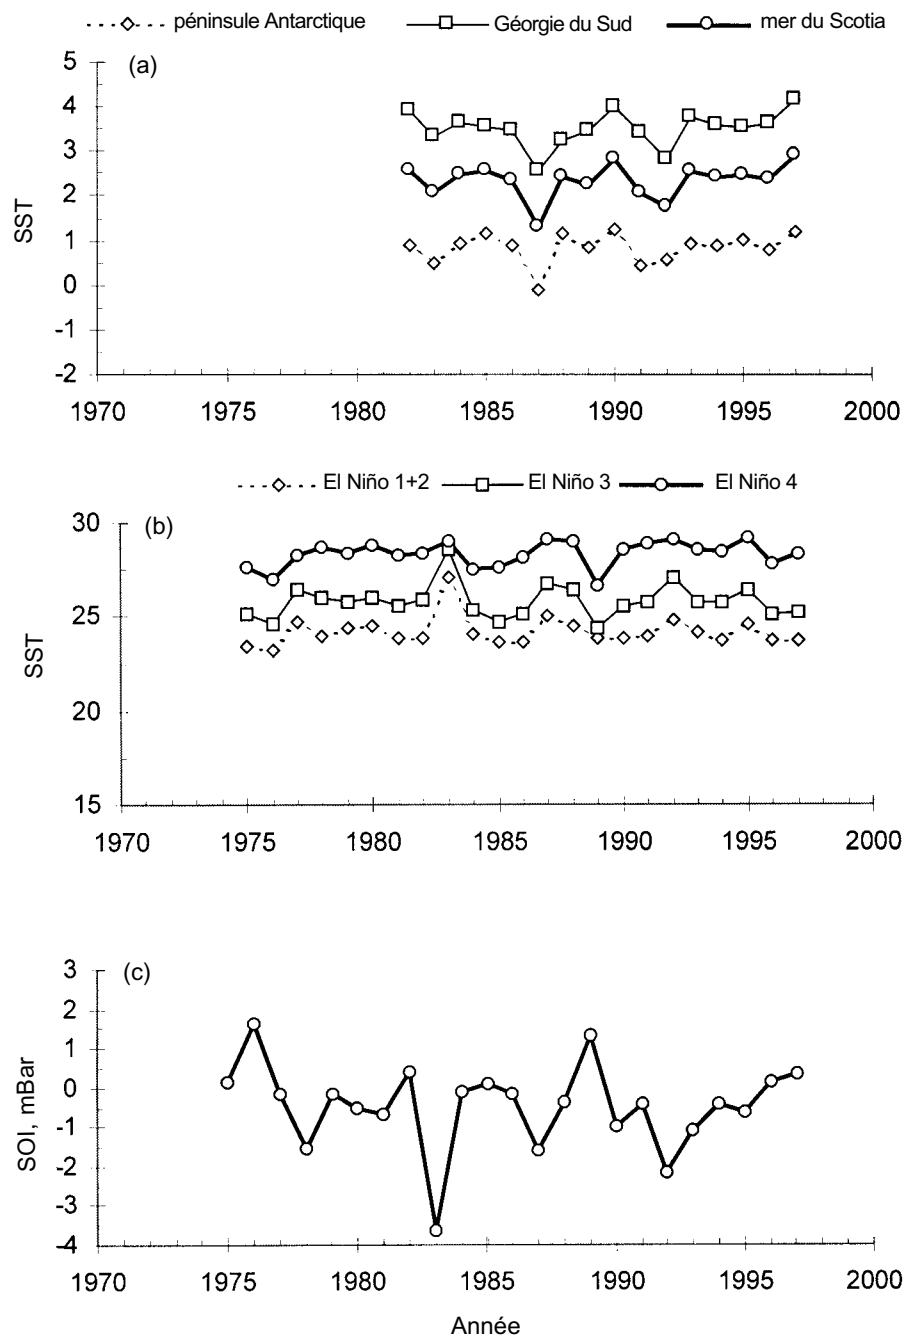 péninsule Antarctique Géorgie du Sud mer du Scotia
(a)
5
4
3
2
1
0
-1
-2
SST
1970 1975 1980 1985 1990 1995 2000
El Niño 1+2 El Niño 3 El Niño 4
(b)
30
25
20
15
SST
1970 1975 1980 1985 1990 1995 2000
(c)
3
2
1
0
-1
-2
-3
-4
SOI, mBar
1970 1975 1980 1985 1990 1995 2000
Année